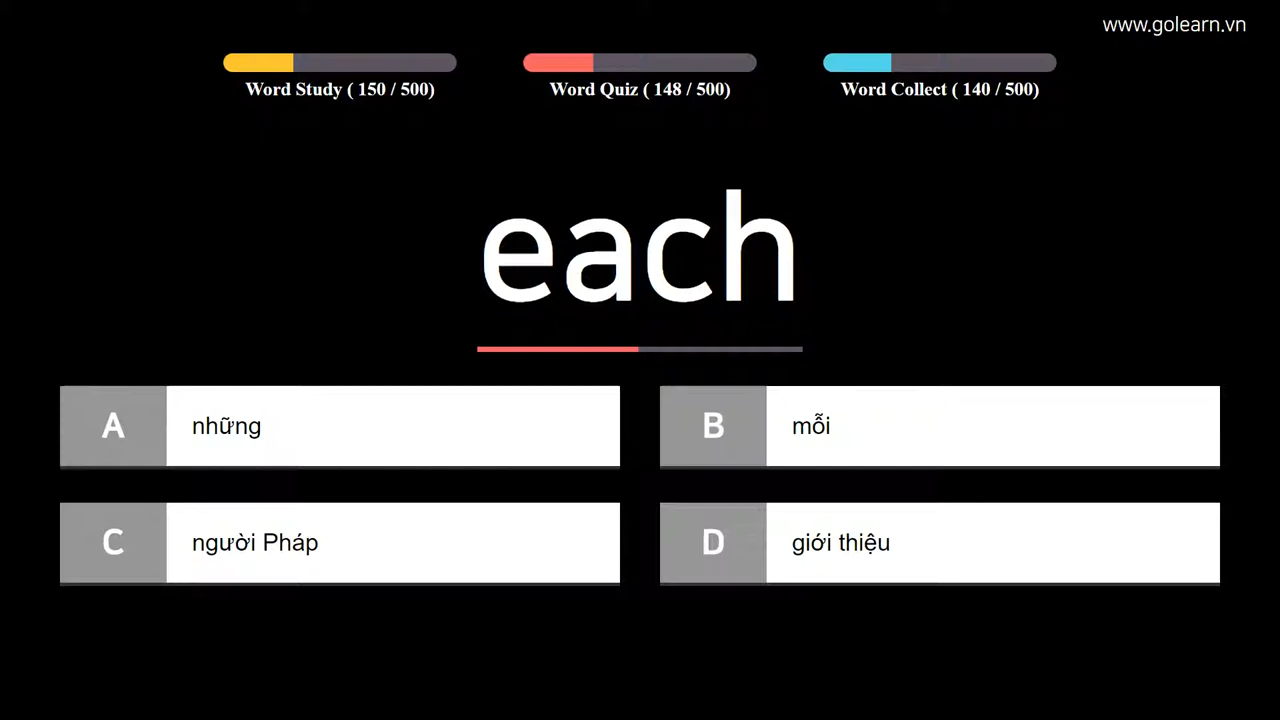 www.golearn.vn
Word Study ( 150 / 500)
Word Quiz ( 148 / 500)
Word Collect ( 140 / 500)
each
A những
B mỗi
C người Pháp
D giới thiệu